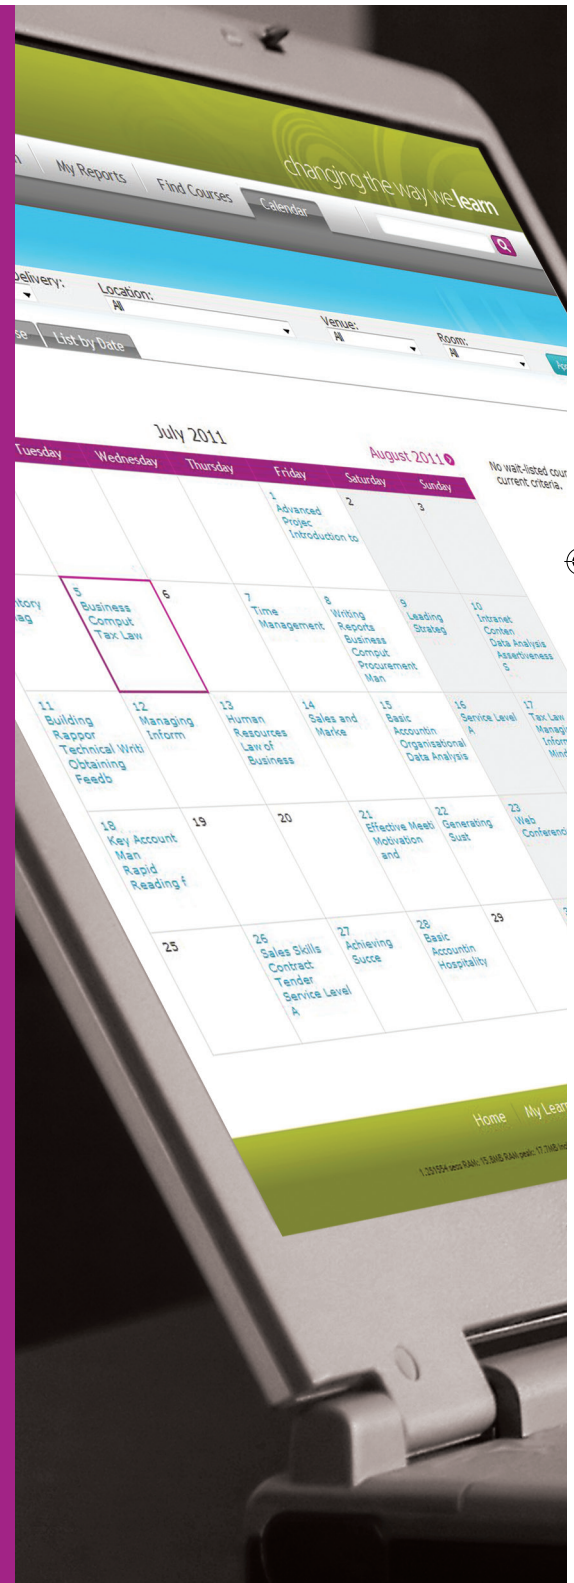 changing the way we learn
My Reports
Find Courses
Calendar
Delivery:
Location:
All
Venue:
All
Room:
All
List by Date
July 2011
August 2011
No wait-listed
current criteria.
Tuesday
Wednesday
Thursday
Friday
Saturday
Sunday
1
Advanced
Projec
Introduction to
2
3
5
Business
Comput
Tax Law
6
7
Time
Management
8
Writing
Reports
Business
Comput
Procurement
Man
9
Leading
Strateg
10
Intranet
Conten
Data Analysis
Assertiveness
S
11
Building
Rappor
Technical Writi
Obtaining
Feedb
12
Managing
Inform
13
Human
Resources
Law of
Business
14
Sales and
Marke
15
Basic
Accountin
Organisational
Data Analysis
16
Service Level
A
17
Tax Law
Managi
Inform
Mind
18
Key Account
Man
Rapid
Reading f
19
20
21
Effective Meeti
Motivation
and
22
Generating
Sust
23
Web
Conferenci
25
26
Sales Skills
Contract
Tender
Service Level
A
27
Achieving
Succe
28
Basic
Accountin
Hospitality
29
Home
My Learn